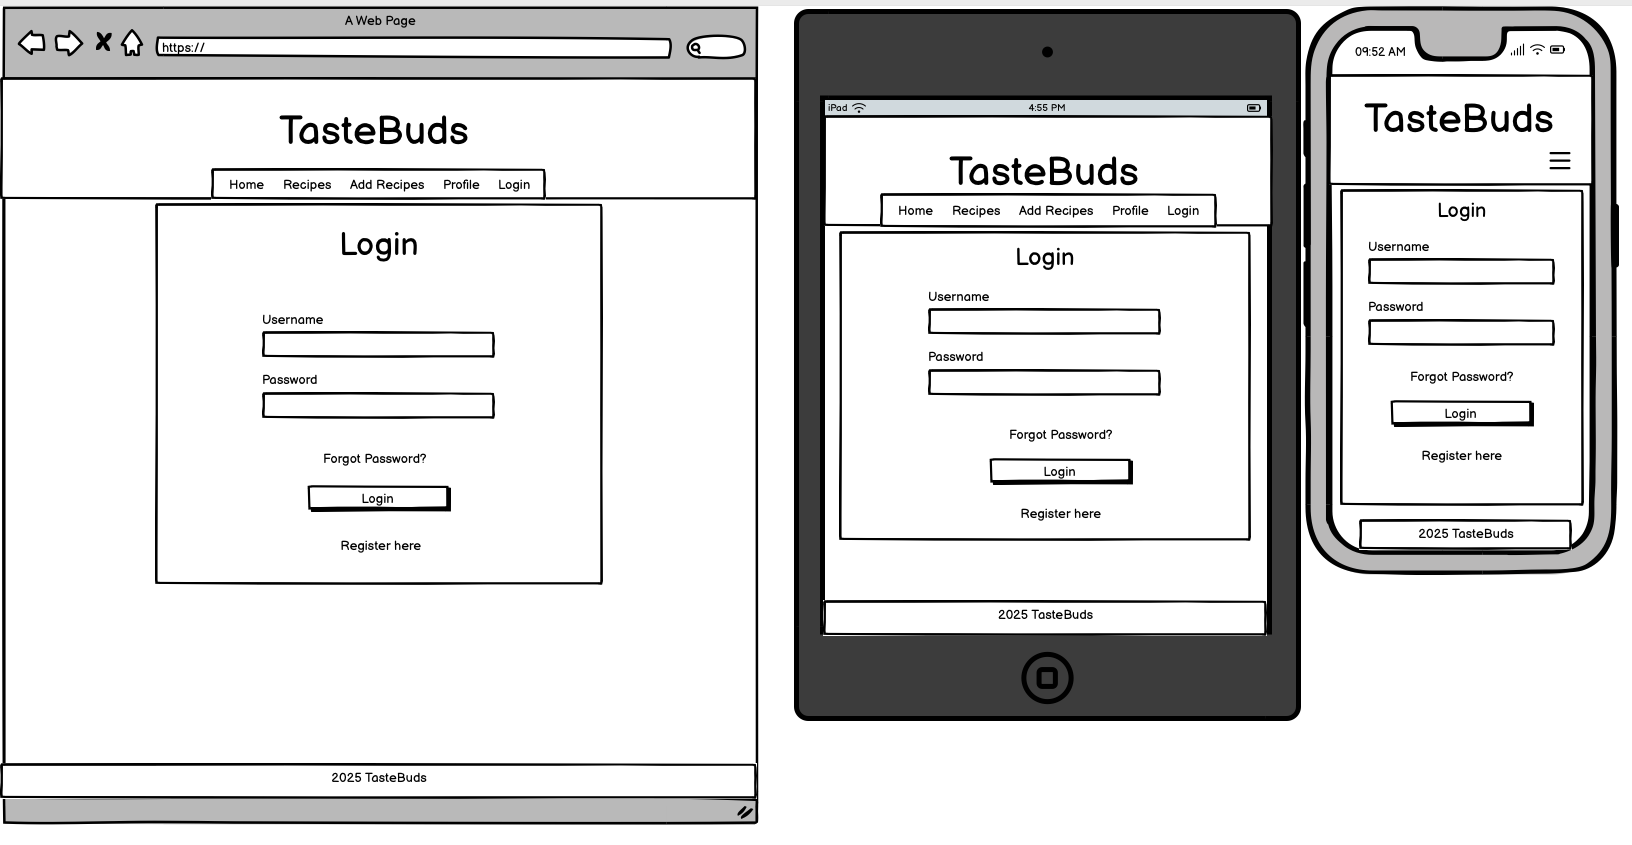 A Web Page
https://
TasteBuds
Home Recipes Add Recipes Profile Login
Login
Username
Password
Forgot Password?
Login
Register here
2025 TasteBuds
iPad 4:55 PM
TasteBuds
Home Recipes Add Recipes Profile Login
Login
Username
Password
Forgot Password?
Login
Register here
2025 TasteBuds
09:52 AM
TasteBuds
Login
Username
Password
Forgot Password?
Login
Register here
2025 TasteBuds